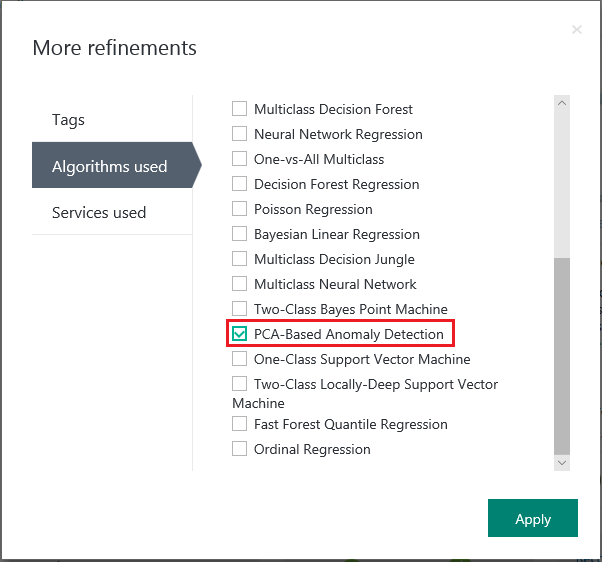 More refinements
Tags
Algorithms used
Services used
Multiclass Decision Forest
Neural Network Regression
One-vs-All Multiclass
Decision Forest Regression
Poisson Regression
Bayesian Linear Regression
Multiclass Decision Jungle
Multiclass Neural Network
Two-Class Bayes Point Machine
PCA-Based Anomaly Detection
One-Class Support Vector Machine
Two-Class Locally-Deep Support Vector
Machine
Fast Forest Quantile Regression
Ordinal Regression
Apply